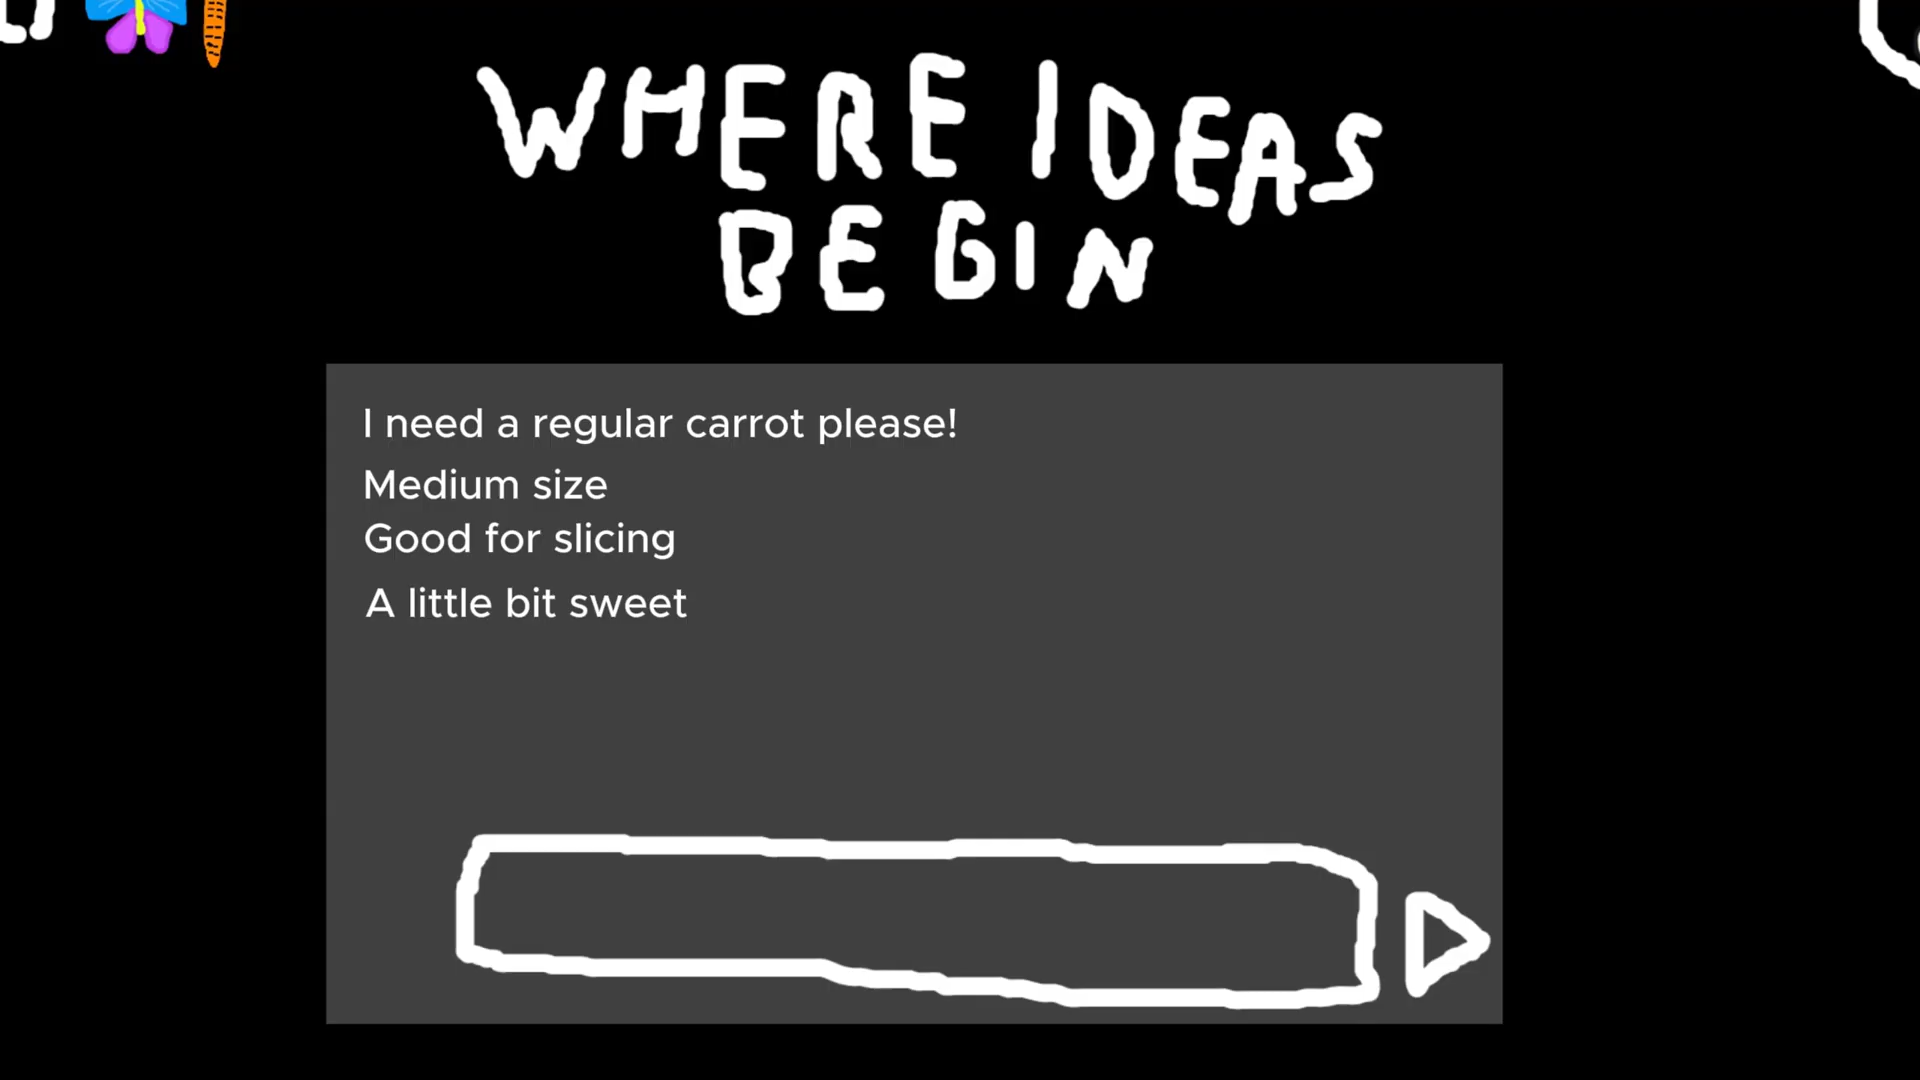 WHERE IDEAS
BEGIN
I need a regular carrot please!
Medium size
Good for slicing
A little bit sweet